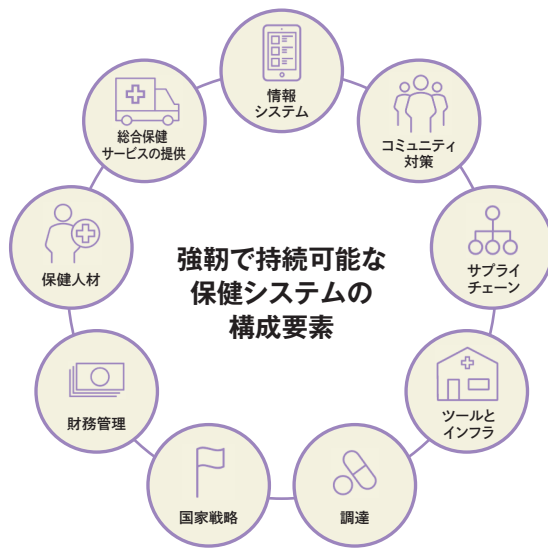 情報
システム
コミュニティ
対策
サプライ
チェーン
ツールと
インフラ
調達
国家戦略
財務管理
保健人材
総合保健
サービスの提供
強靭で持続可能な
保健システムの
構成要素